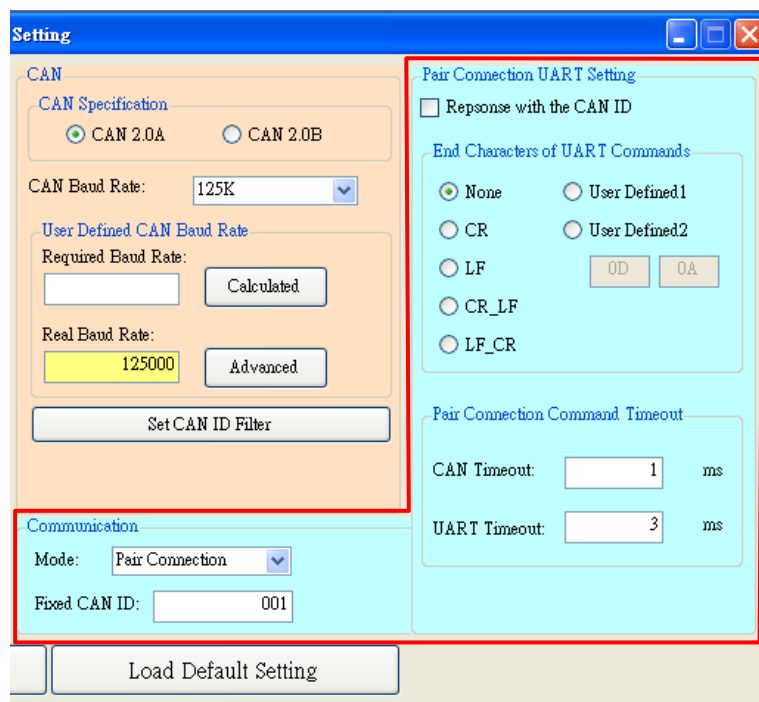 Setting
CAN
CAN Specification
CAN 2.0A
CAN 2.0B
CAN Baud Rate:
125K
User Defined CAN Baud Rate
Required Baud Rate:
Calculated
Real Baud Rate:
125000
Advanced
Set CAN ID Filter
Communication
Mode:
Pair Connection
Fixed CAN ID:
001
Pair Connection UART Setting
Repsonse with the CAN ID
End Characters of UART Commands
None
User Defined1
CR
User Defined2
LF
0D
0A
CR_LF
LF_CR
Pair Connection Command Timeout
CAN Timeout:
1
ms
UART Timeout:
3
ms
Load Default Setting